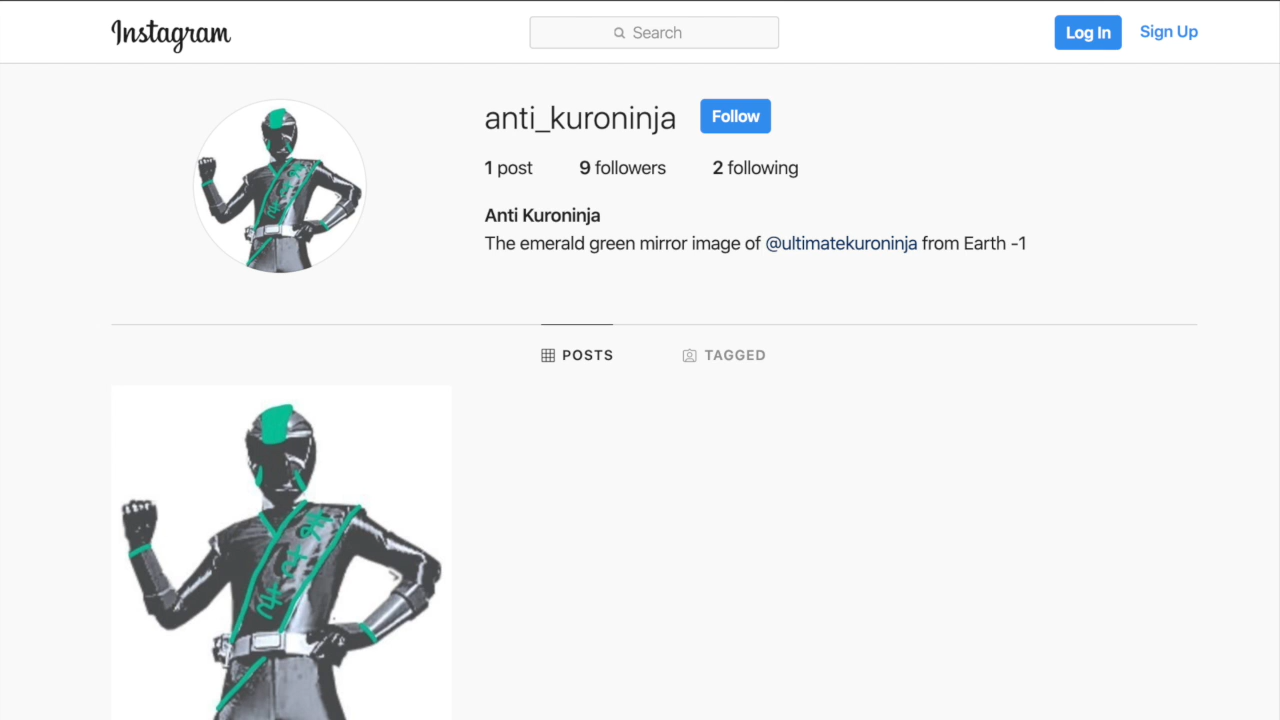 Instagram
Search
Log In
Sign Up
anti_kuroninja
Follow
1 post
9 followers
2 following
Anti Kuroninja
The emerald green mirror image of @ultimatekuroninja from Earth -1
POSTS
TAGGED